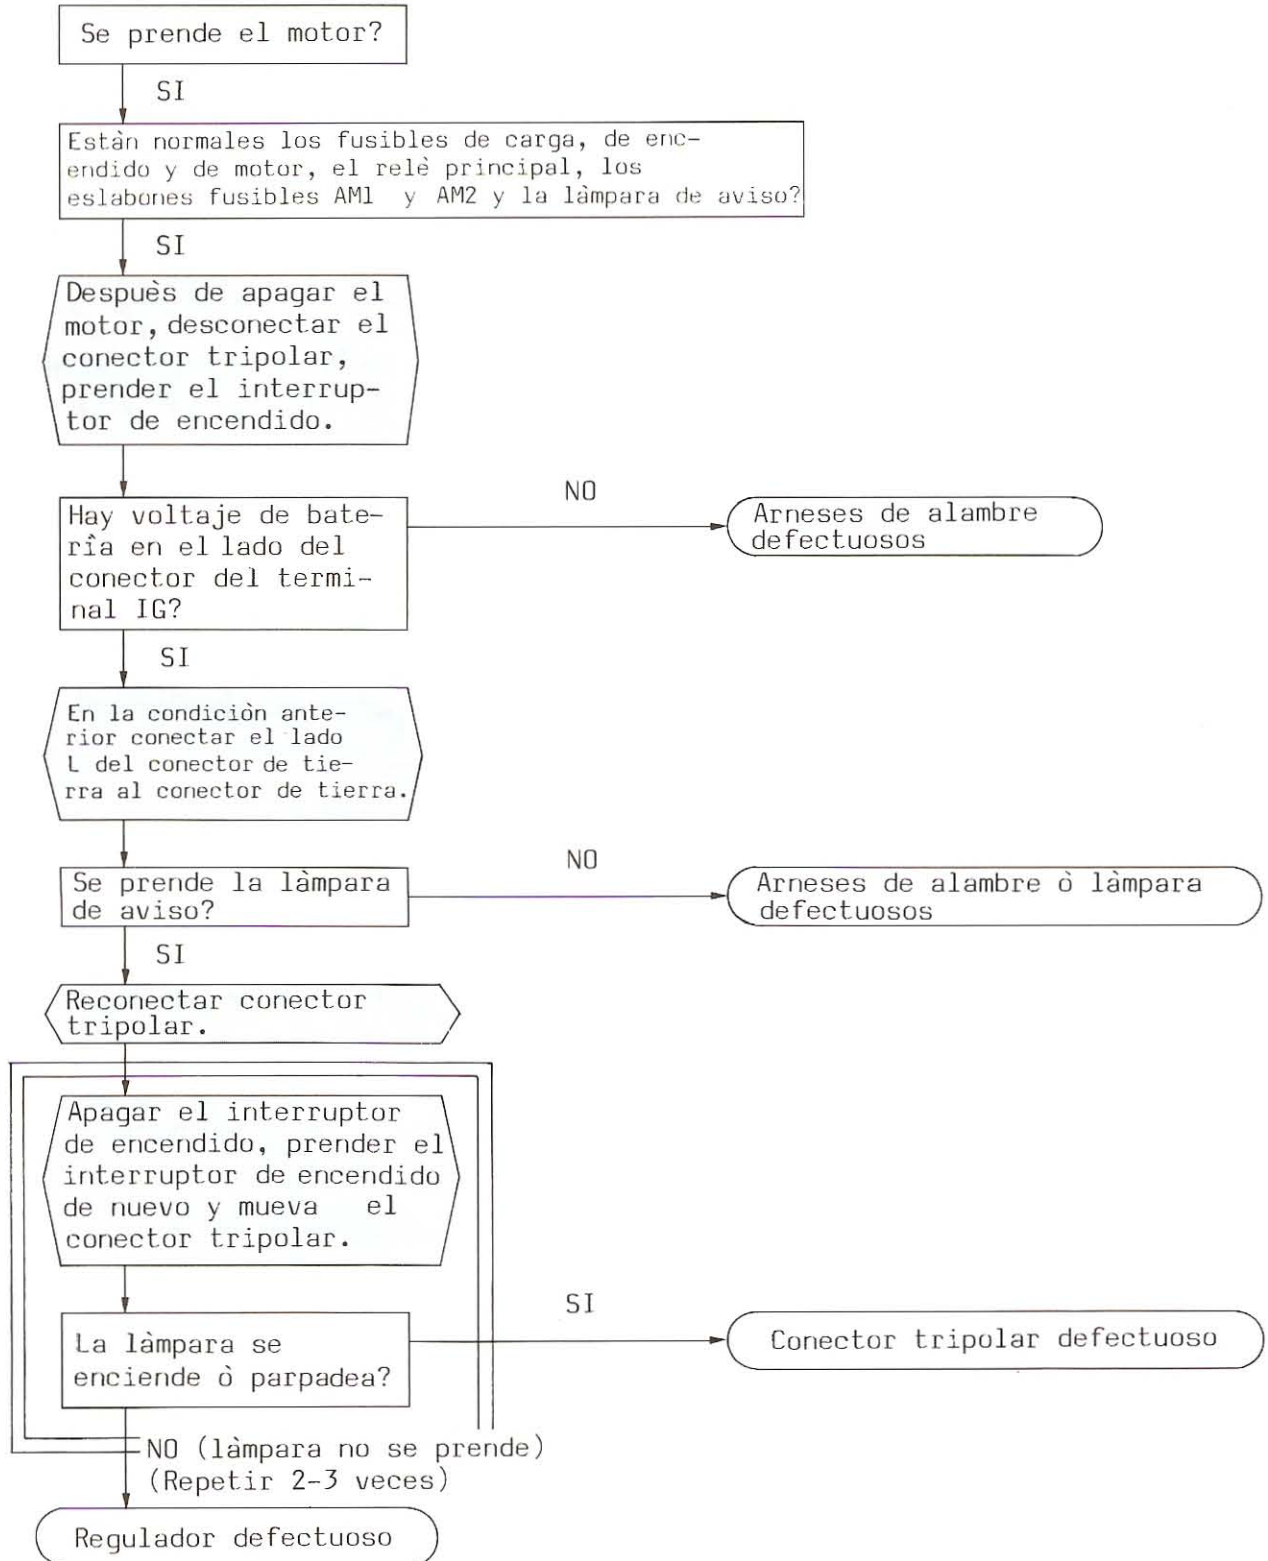 Se prende el motor?
SI
Estàn normales los fusibles de carga, de enc-
endido y de motor, el relè principal, los
eslabones fusibles AM1 y AM2 y la làmpara de aviso?
SI
Despuès de apagar el
motor, desconectar el
conector tripolar,
prender el interrup-
tor de encendido.
Hay voltaje de bate-
rîa en el lado del
conector del termi-
nal IG?
NO
Arneses de alambre
defectuosos
SI
En la condiciòn ante-
rior conectar el lado
L del conector de tie-
rra al conector de tierra.
Se prende la làmpara
de aviso?
NO
Arneses de alambre ò làmpara
defectuosos
SI
Reconectar conector
tripolar.
Apagar el interruptor
de encendido, prender el
interruptor de encendido
de nuevo y mueva el
conector tripolar.
La làmpara se
enciende ò parpadea?
SI
Conector tripolar defectuoso
NO (làmpara no se prende)
(Repetir 2-3 veces)
Regulador defectuoso